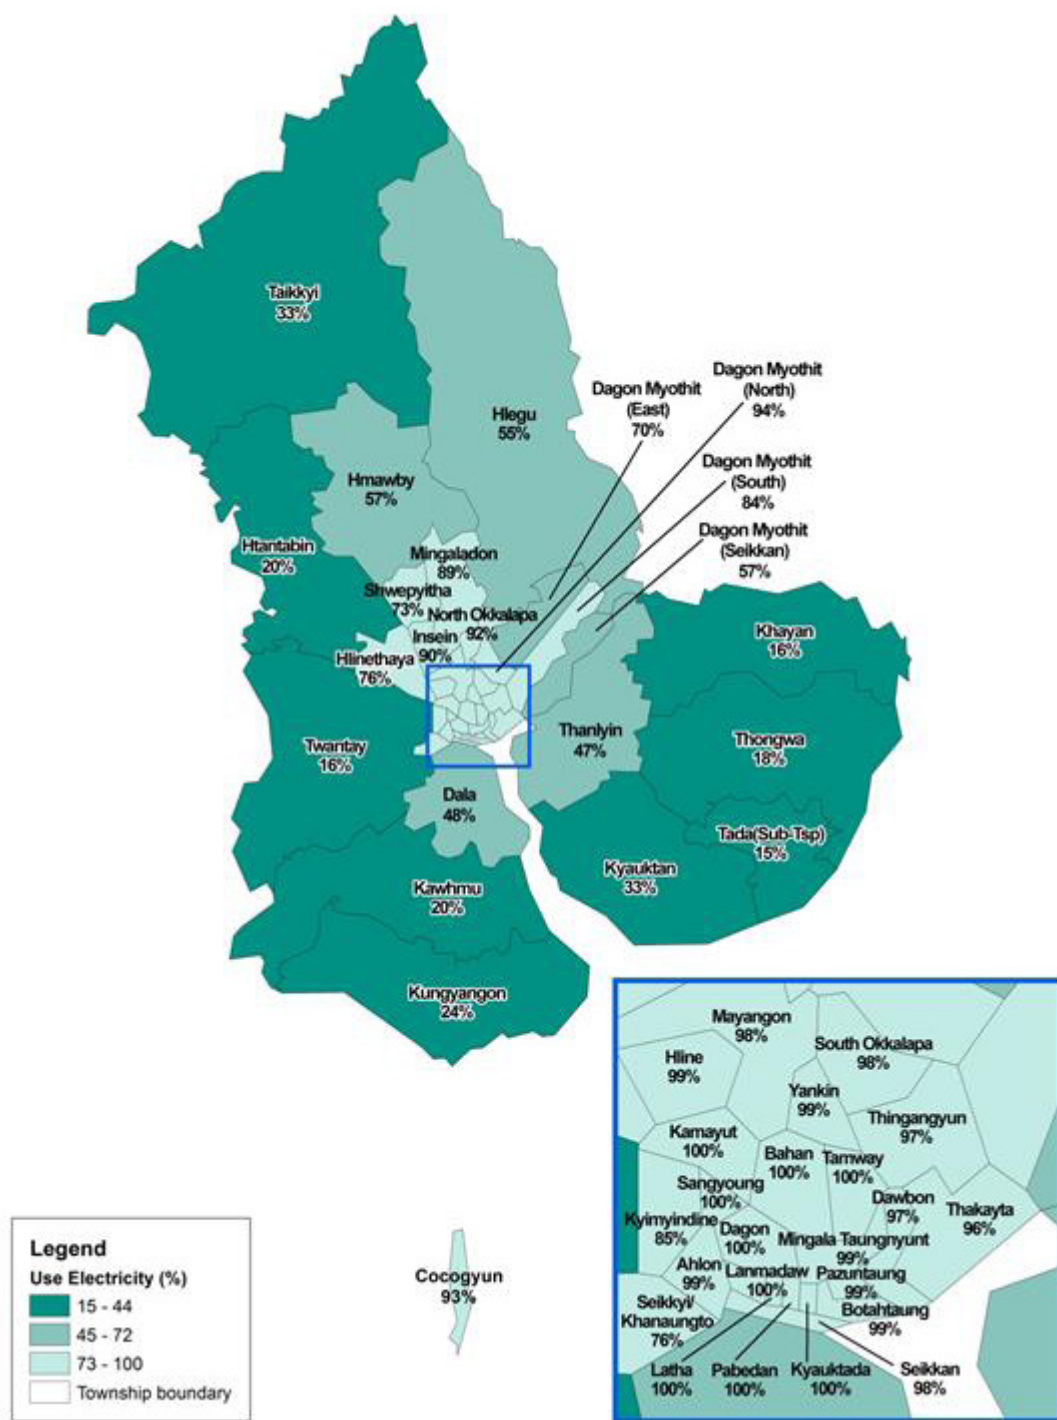 Taikkyi
33%
Hlegu
55%
Dagon Myothit
(East)
70%
Dagon Myothit
(North)
94%
Dagon Myothit
(South)
84%
Dagon Myothit
(Seikkan)
57%
Hmawby
57%
Htantabin
20%
Mingaladon
89%
Shwepyitha
73%
North Okkalapa
92%
Insein
90%
Hlinethaya
76%
Khayan
16%
Twantay
16%
Thanlyin
47%
Thongwa
18%
Dala
48%
Tada(Sub-Tsp)
15%
Kyauktan
33%
Kawhmu
20%
Kungyangon
24%
Cocogyun
93%
Mayangon
98%
South Okkalapa
98%
Hline
99%
Yankin
99%
Thingangyun
97%
Kamayut
100%
Bahan
100%
Tamway
100%
Sangyoung
100%
Dawbon
97%
Thakayta
96%
Kyimyindine
85%
Dagon
100%
Mingala Taungnyunt
99%
Ahlon
99%
Lanmadaw
100%
Pazuntaung
99%
Seikkyi/
Khanaungto
76%
Botahtaung
99%
Latha
100%
Pabedan
100%
Kyauktada
100%
Seikkan
98%
Legend
Use Electricity (%)
15 - 44
45 - 72
73 - 100
Township boundary